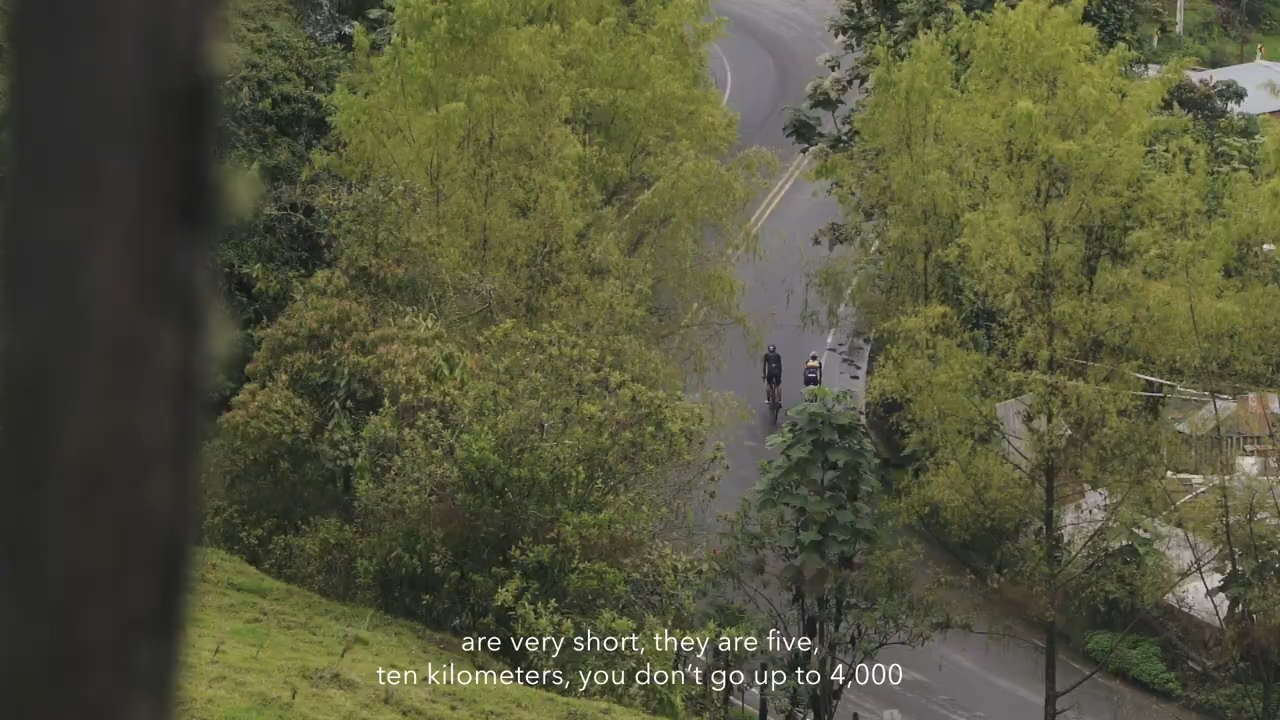 are very short, they are five,
ten kilometers, you don't go up to 4,000